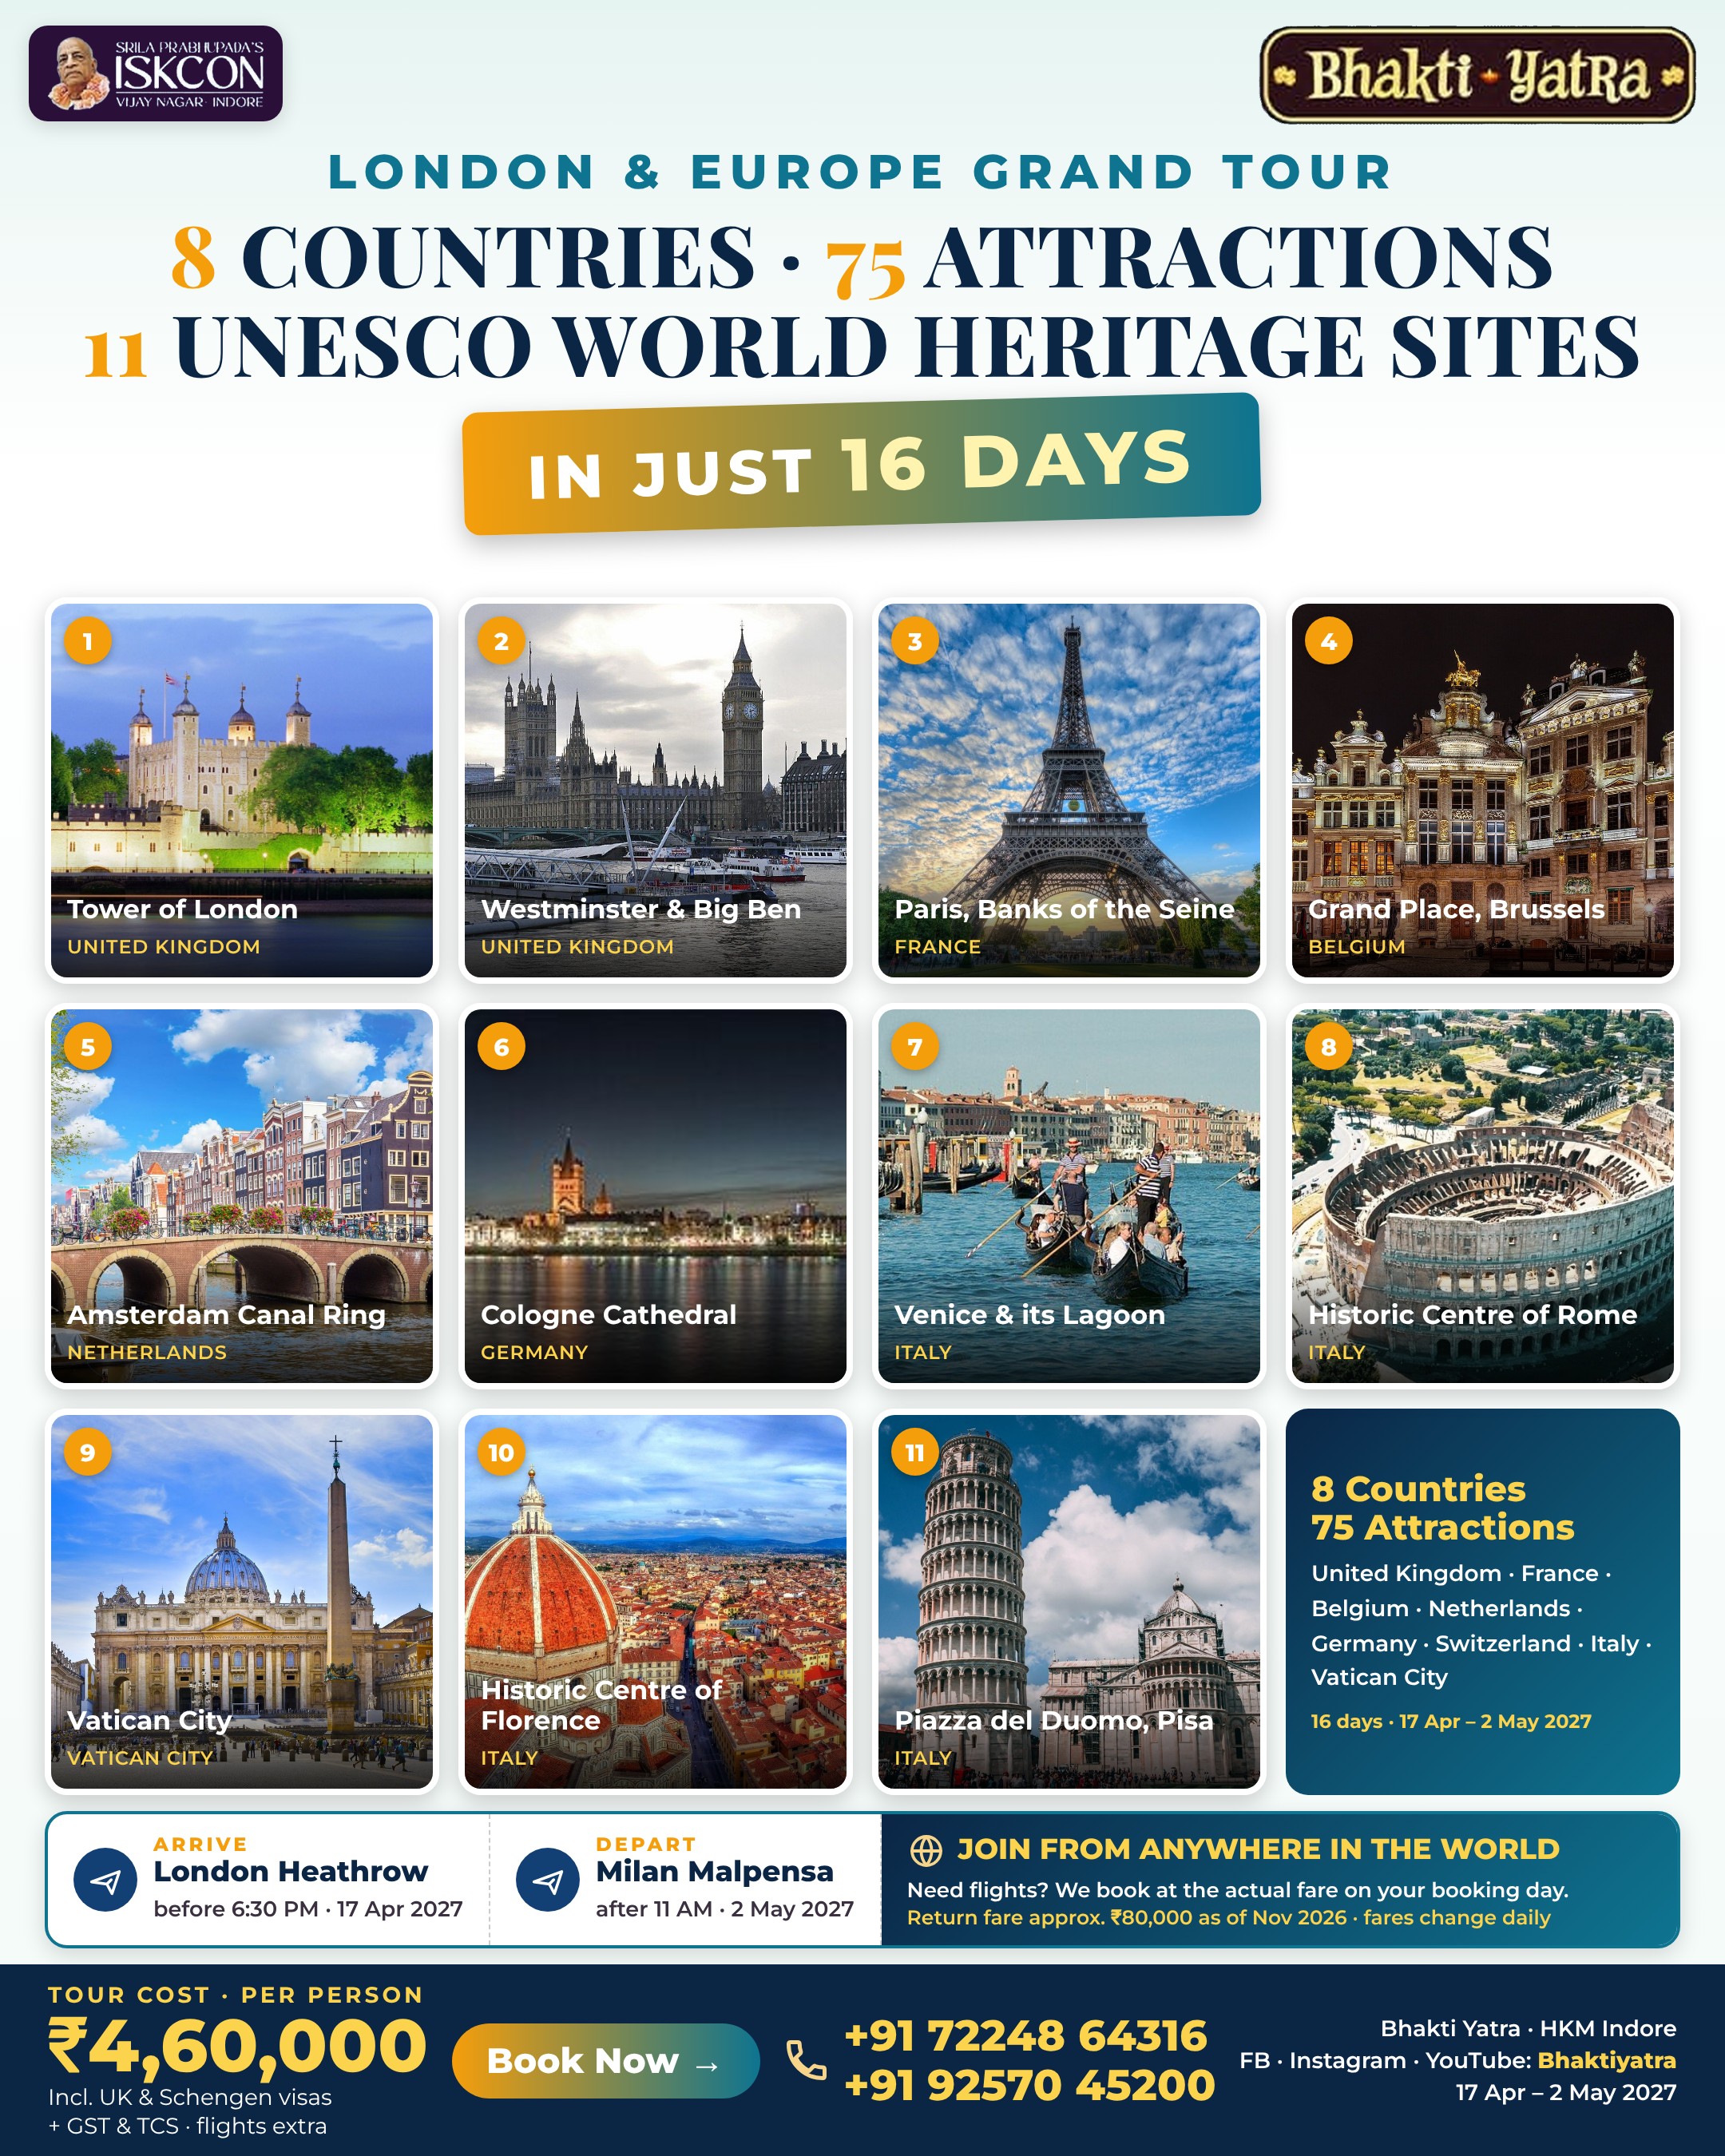 SRILA PRABHUPADA'S
ISKCON
VIJAY NAGAR · INDORE
Bhakti Yatra
LONDON & EUROPE GRAND TOUR
8 COUNTRIES · 75 ATTRACTIONS
11 UNESCO WORLD HERITAGE SITES
IN JUST 16 DAYS
1
Tower of London
UNITED KINGDOM
2
Westminster & Big Ben
UNITED KINGDOM
3
Paris, Banks of the Seine
FRANCE
4
Grand Place, Brussels
BELGIUM
5
Amsterdam Canal Ring
NETHERLANDS
6
Cologne Cathedral
GERMANY
7
Venice & its Lagoon
ITALY
8
Historic Centre of Rome
ITALY
9
Vatican City
VATICAN CITY
10
Historic Centre of
Florence
ITALY
11
Piazza del Duomo, Pisa
ITALY
8 Countries
75 Attractions
United Kingdom · France ·
Belgium · Netherlands ·
Germany · Switzerland · Italy ·
Vatican City
16 days · 17 Apr – 2 May 2027
ARRIVE
London Heathrow
before 6:30 PM · 17 Apr 2027
DEPART
Milan Malpensa
after 11 AM · 2 May 2027
JOIN FROM ANYWHERE IN THE WORLD
Need flights? We book at the actual fare on your booking day.
Return fare approx. ₹80,000 as of Nov 2026 · fares change daily
TOUR COST · PER PERSON
₹4,60,000
Incl. UK & Schengen visas
+ GST & TCS · flights extra
Book Now →
+91 72248 64316
+91 92570 45200
Bhakti Yatra · HKM Indore
FB · Instagram · YouTube: Bhaktiyatra
17 Apr – 2 May 2027